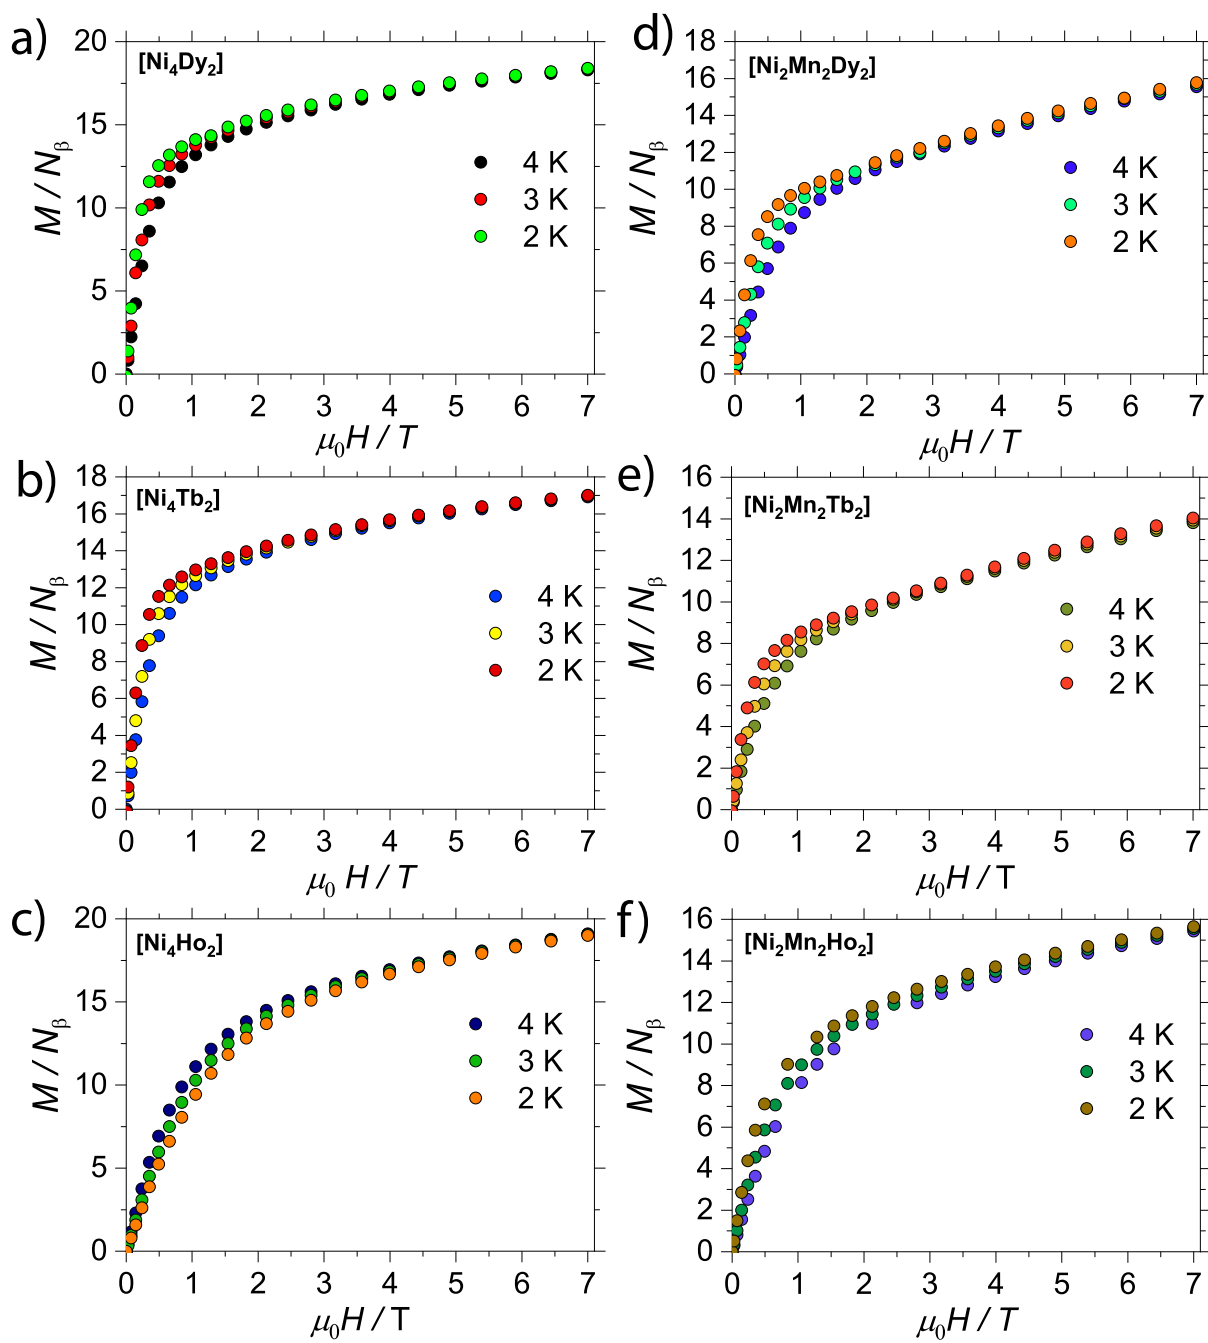 a)
[Ni₄Dy₂]
20
15
10
5
0
M / Nᵦ
4 K
3 K
2 K
0 1 2 3 4 5 6 7
μ₀H / T
d)
[Ni₂Mn₂Dy₂]
18
16
14
12
10
8
6
4
2
0
M / Nᵦ
4 K
3 K
2 K
0 1 2 3 4 5 6 7
μ₀H / T
b)
[Ni₄Tb₂]
18
16
14
12
10
8
6
4
2
0
M / Nᵦ
4 K
3 K
2 K
0 1 2 3 4 5 6 7
μ₀ H / T
e)
[Ni₂Mn₂Tb₂]
16
14
12
10
8
6
4
2
0
M / Nᵦ
4 K
3 K
2 K
0 1 2 3 4 5 6 7
μ₀H / T
c)
[Ni₄Ho₂]
20
15
10
5
0
M / Nᵦ
4 K
3 K
2 K
0 1 2 3 4 5 6 7
μ₀H / T
f)
[Ni₂Mn₂Ho₂]
16
14
12
10
8
6
4
2
0
M / Nᵦ
4 K
3 K
2 K
0 1 2 3 4 5 6 7
μ₀H / T